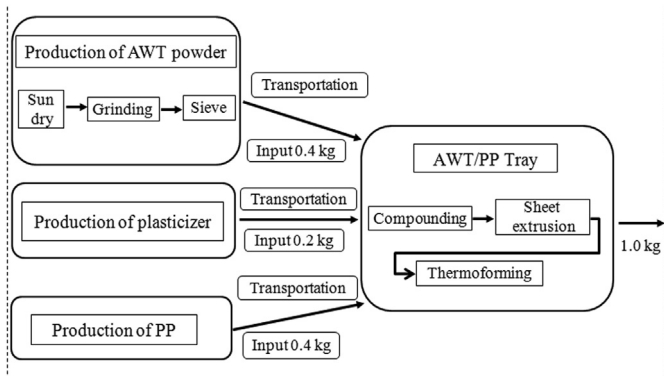 Production of AWT powder
Sun
dry
Grinding
Sieve
Transportation
Input 0.4 kg
Production of plasticizer
Transportation
Input 0.2 kg
Production of PP
Transportation
Input 0.4 kg
AWT/PP Tray
Compounding
Sheet
extrusion
Thermoforming
1.0 kg